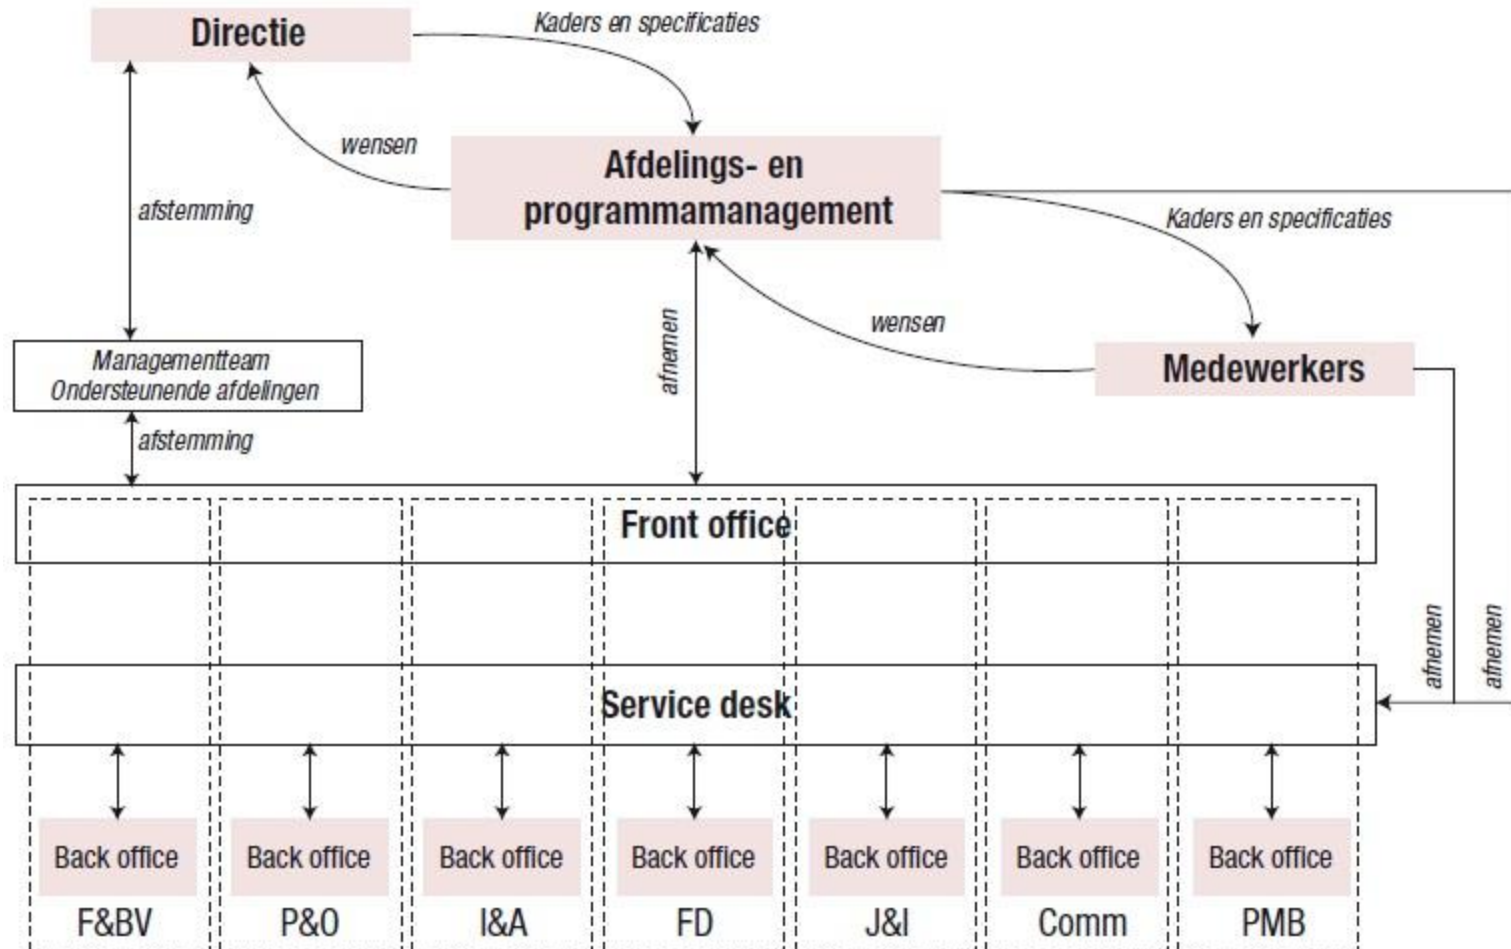 Directie
Kaders en specificaties
wensen
Afdelings- en
programmamanagement
afstemming
Kaders en specificaties
wensen
afnemen
Managementteam
Ondersteunende afdelingen
Medewerkers
afstemming
Front office
afnemen
afnemen
Service desk
Back office
Back office
Back office
Back office
Back office
Back office
Back office
F&BV
P&O
I&A
FD
J&I
Comm
PMB